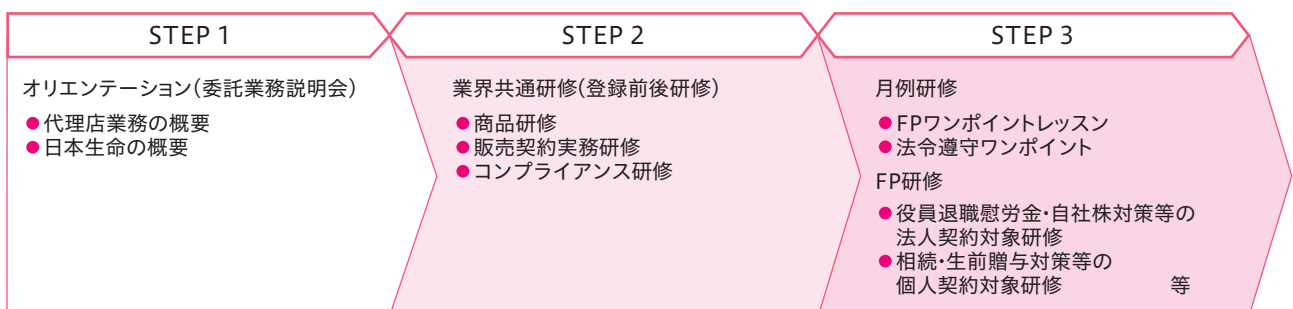 STEP 1
オリエンテーション(委託業務説明会)
●代理店業務の概要
●日本生命の概要
STEP 2
業界共通研修(登録前後研修)
●商品研修
●販売契約実務研修
●コンプライアンス研修
STEP 3
月例研修
●FPワンポイントレッスン
●法令遵守ワンポイント
FP研修
●役員退職慰労金・自社株対策等の
法人契約対象研修
●相続・生前贈与対策等の
個人契約対象研修 等